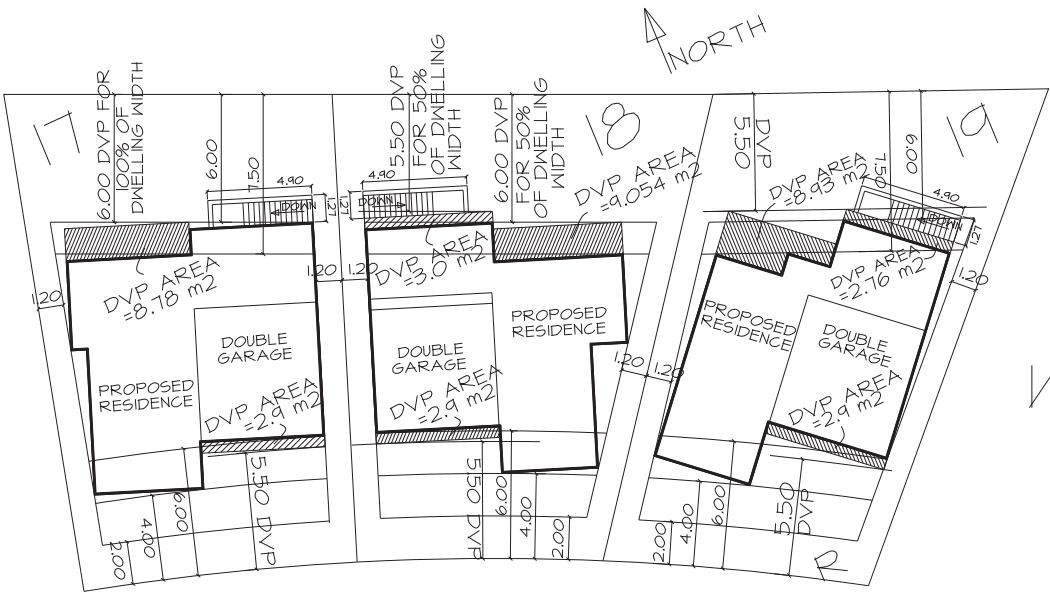 NORTH
17
6.00 DVP FOR
100% OF
DWELLING WIDTH
6.00
7.50
4.90
DOWN
1.27
DVP AREA
=8.78 m2
1.20
1.20
DOUBLE
GARAGE
PROPOSED
RESIDENCE
DVP AREA
=2.9 m2
5.50 DVP
6.00
4.00
2.00
18
5.50 DVP
FOR 50%
OF DWELLING
WIDTH
6.00 DVP
FOR 50%
OF DWELLING
WIDTH
4.90
DOWN
1.27
1.20
DVP AREA
=3.0 m2
DVP AREA
=9.054 m2
PROPOSED
RESIDENCE
DOUBLE
GARAGE
DVP AREA
=2.9 m2
1.20
5.50 DVP
6.00
4.00
2.00
19
DVP
5.50
7.50
6.00
DVP AREA
=8.93 m2
4.90
DOWN
1.27
1.20
DVP AREA
=2.76 m2
PROPOSED
RESIDENCE
DOUBLE
GARAGE
DVP AREA
=2.9 m2
1.20
5.50
DVP
6.00
4.00
2.00
R